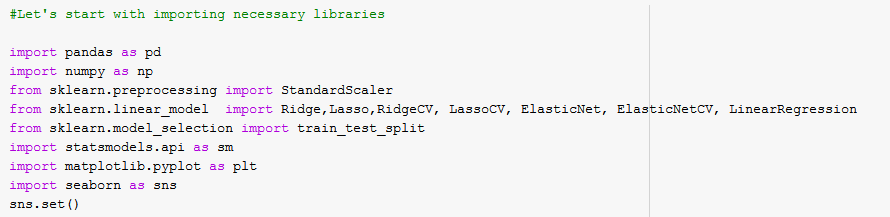 #Let's start with importing necessary libraries
import pandas as pd
import numpy as np
from sklearn.preprocessing import StandardScaler
from sklearn.linear_model  import Ridge,Lasso,RidgeCV, LassoCV, ElasticNet, ElasticNetCV, LinearRegression
from sklearn.model_selection import train_test_split
import statsmodels.api as sm
import matplotlib.pyplot as plt
import seaborn as sns
sns.set()